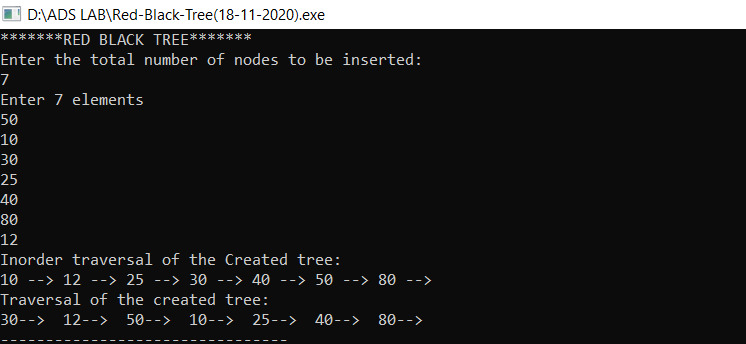 D:\ADS LAB\Red-Black-Tree(18-11-2020).exe
*******RED BLACK TREE*******
Enter the total number of nodes to be inserted:
7
Enter 7 elements
50
10
30
25
40
80
12
Inorder traversal of the Created tree:
10 --> 12 --> 25 --> 30 --> 40 --> 50 --> 80 -->
Traversal of the created tree:
30-->  12-->  50-->  10-->  25-->  40-->  80-->
--------------------------------